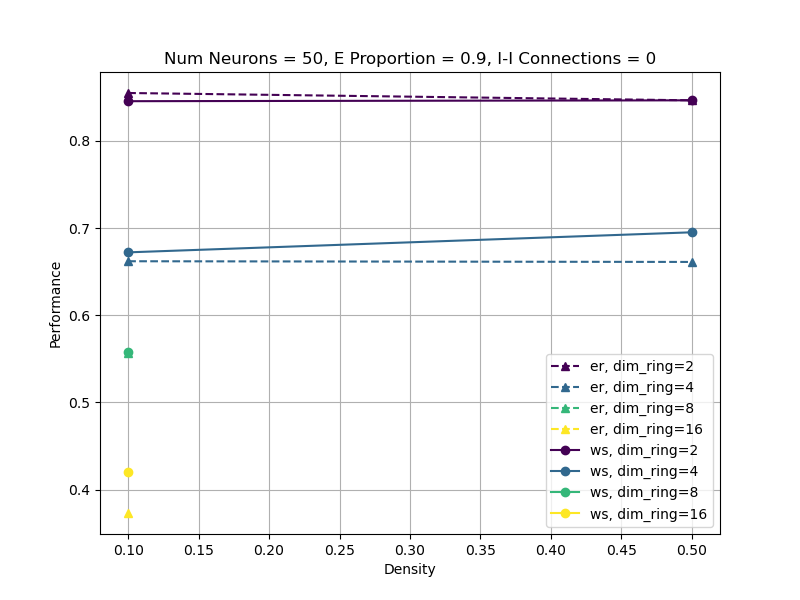 Num Neurons = 50, E Proportion = 0.9, I-I Connections = 0
Performance
0.8
0.7
0.6
0.5
0.4
er, dim_ring=2
er, dim_ring=4
er, dim_ring=8
er, dim_ring=16
ws, dim_ring=2
ws, dim_ring=4
ws, dim_ring=8
ws, dim_ring=16
0.10 0.15 0.20 0.25 0.30 0.35 0.40 0.45 0.50
Density